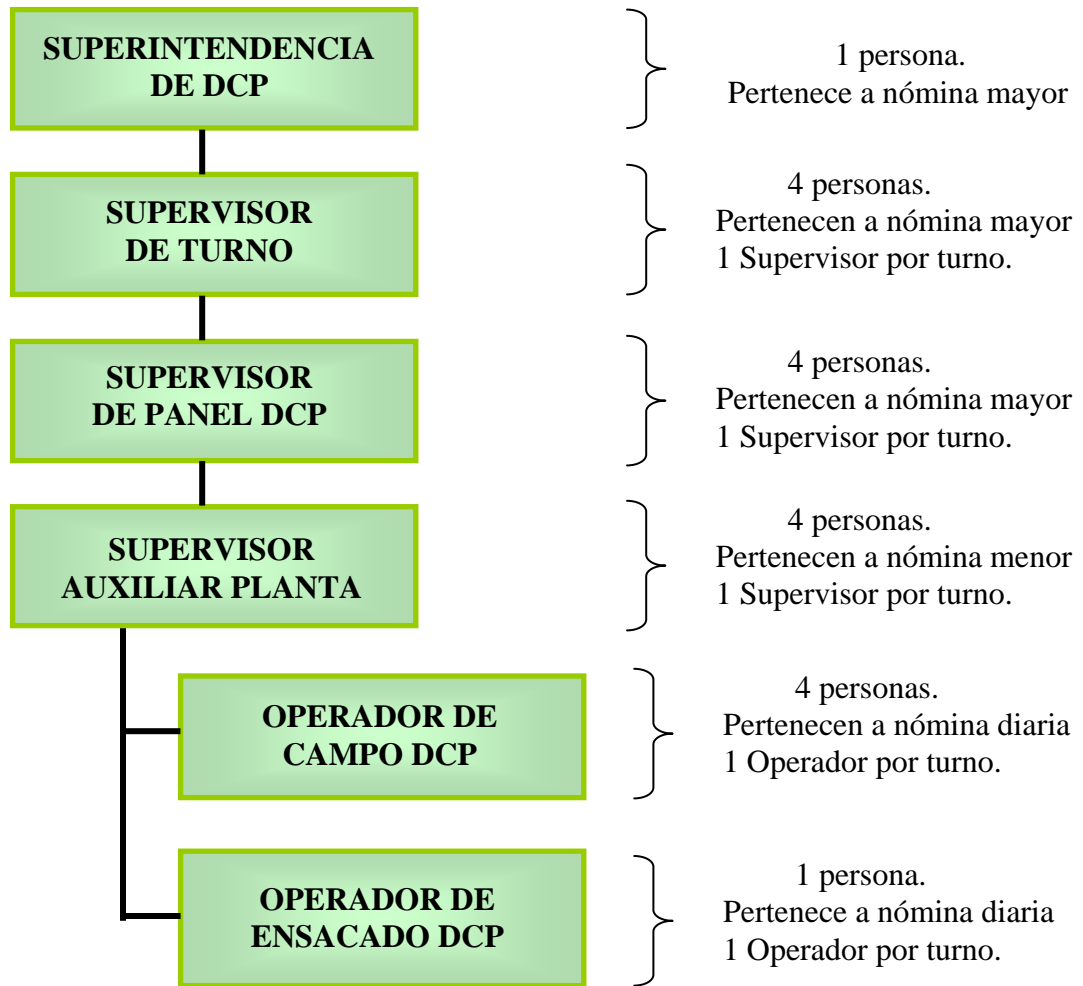 SUPERINTENDENCIA
DE DCP
1 persona.
Pertenece a nómina mayor
SUPERVISOR
DE TURNO
4 personas.
Pertenecen a nómina mayor
1 Supervisor por turno.
SUPERVISOR
DE PANEL DCP
4 personas.
Pertenecen a nómina mayor
1 Supervisor por turno.
SUPERVISOR
AUXILIAR PLANTA
4 personas.
Pertenecen a nómina menor
1 Supervisor por turno.
OPERADOR DE
CAMPO DCP
4 personas.
Pertenecen a nómina diaria
1 Operador por turno.
OPERADOR DE
ENSACADO DCP
1 persona.
Pertenece a nómina diaria
1 Operador por turno.